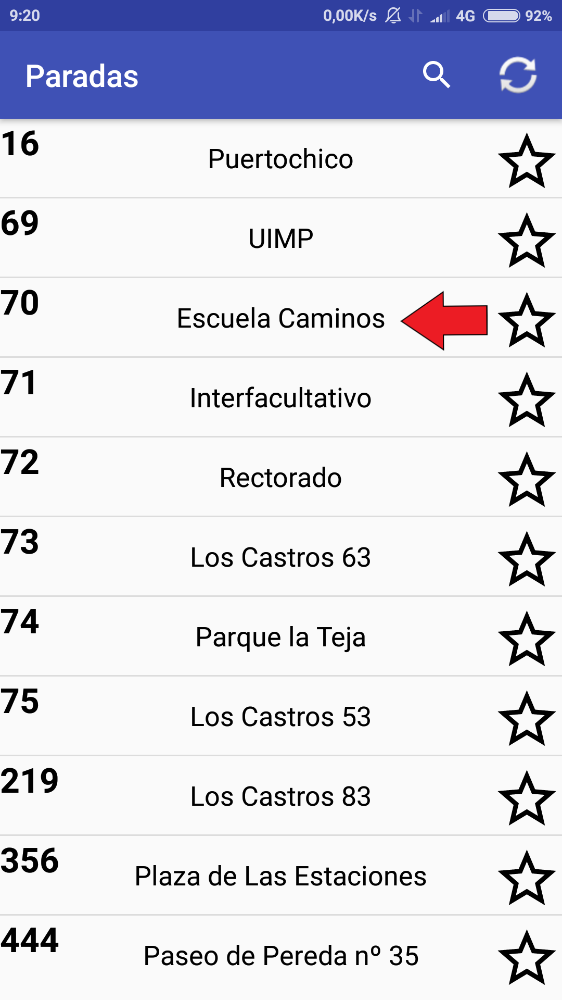 9:20 0,00K/s 4G 92%
Paradas
16 Puertochico
69 UIMP
70 Escuela Caminos
71 Interfacultativo
72 Rectorado
73 Los Castros 63
74 Parque la Teja
75 Los Castros 53
219 Los Castros 83
356 Plaza de Las Estaciones
444 Paseo de Pereda nº 35